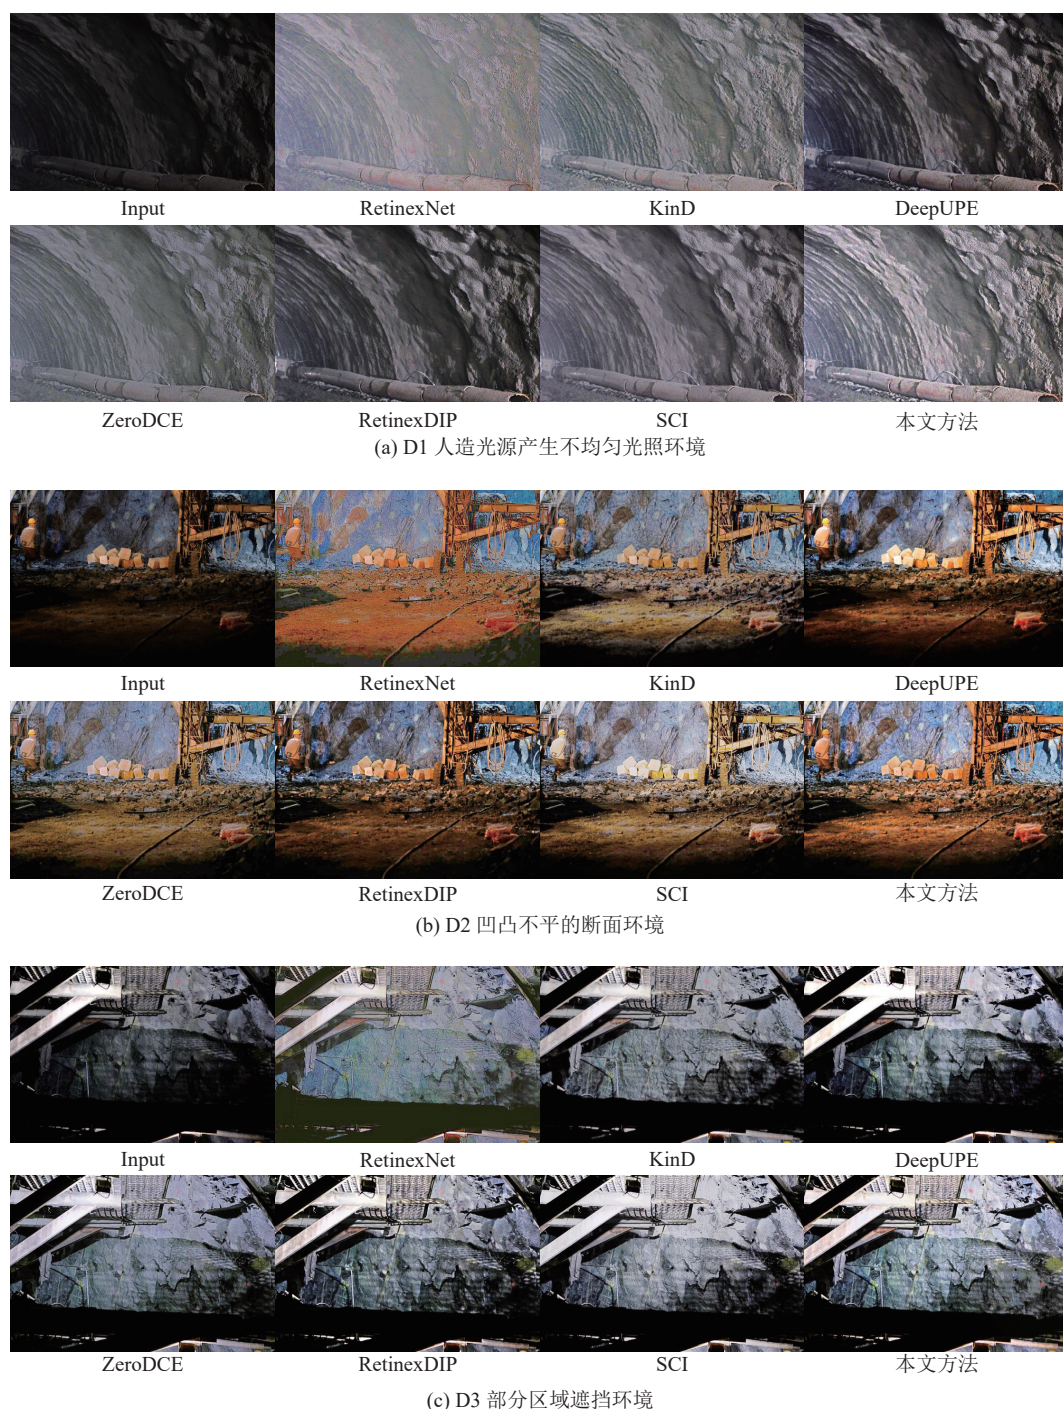 Input RetinexNet KinD DeepUPE
ZeroDCE RetinexDIP SCI 本文方法
(a) D1 人造光源产生不均匀光照环境
Input RetinexNet KinD DeepUPE
ZeroDCE RetinexDIP SCI 本文方法
(b) D2 凹凸不平的断面环境
Input RetinexNet KinD DeepUPE
ZeroDCE RetinexDIP SCI 本文方法
(c) D3 部分区域遮挡环境